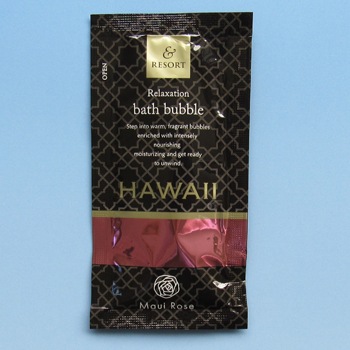 &
RESORT
OPEN
Relaxation
bath bubble
Step into warm, fragrant bubbles
enriched with intensely
nourishing
moisturizing and get ready
to unwind.
HAWAII
Maui Rose